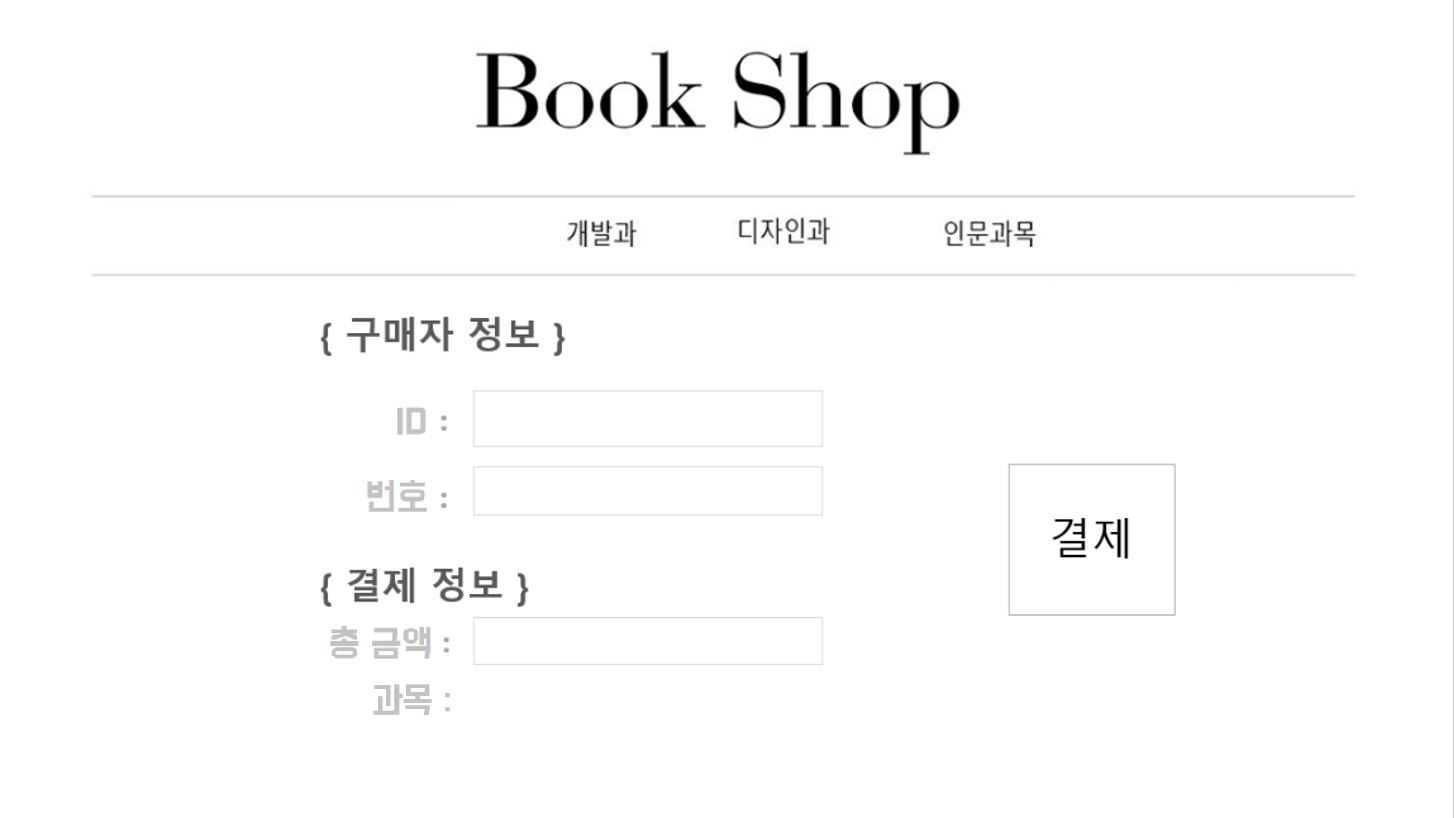 Book Shop
개발과 디자인과 인문과목
{ 구매자 정보 }
ID :
번호 :
결제
{ 결제 정보 }
총 금액 :
과목 :